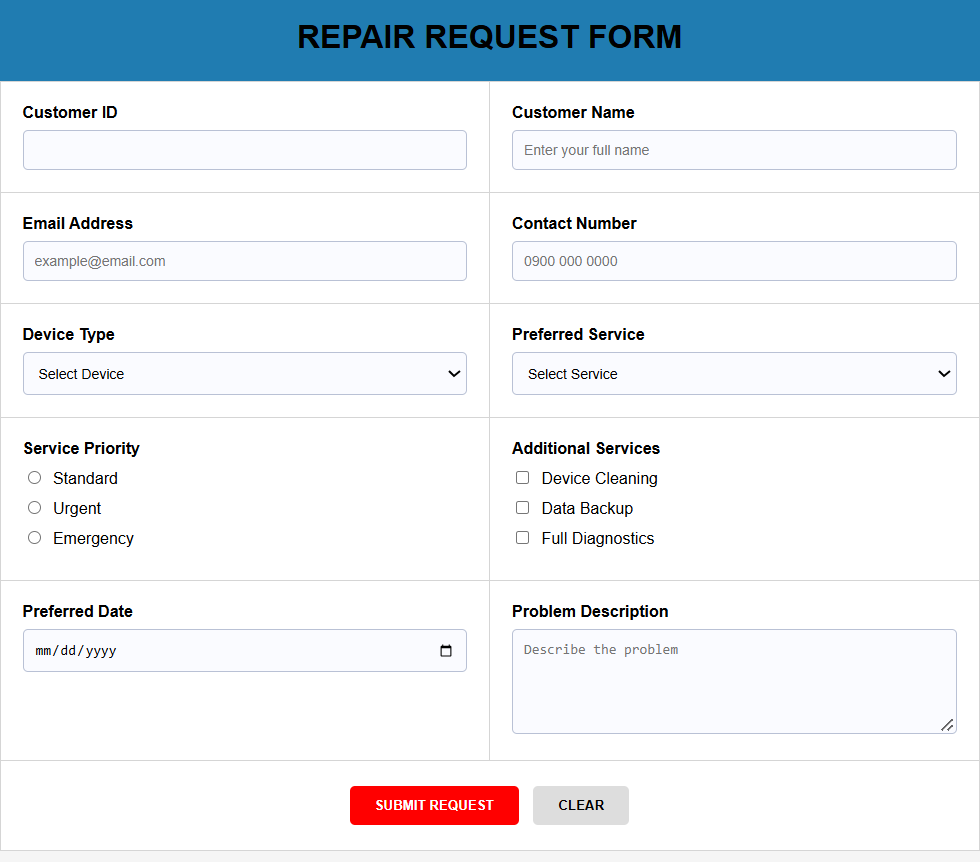 REPAIR REQUEST FORM
Customer ID
Customer Name
Enter your full name
Email Address
example@email.com
Contact Number
0900 000 0000
Device Type
Select Device
Preferred Service
Select Service
Service Priority
Standard
Urgent
Emergency
Additional Services
Device Cleaning
Data Backup
Full Diagnostics
Preferred Date
mm/dd/yyyy
Problem Description
Describe the problem
SUBMIT REQUEST
CLEAR